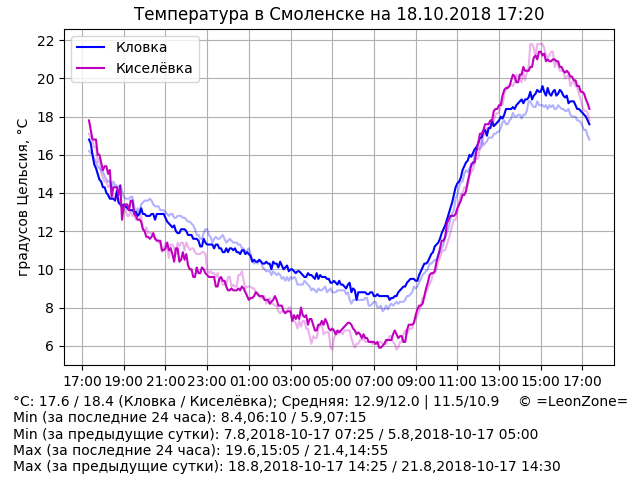 Температура в Смоленске на 18.10.2018 17:20
градусов Цельсия, °C
22
20
18
16
14
12
10
8
6
Кловка
Киселёвка
17:00 19:00 21:00 23:00 01:00 03:00 05:00 07:00 09:00 11:00 13:00 15:00 17:00
°C: 17.6 / 18.4 (Кловка / Киселёвка); Средняя: 12.9/12.0 | 11.5/10.9 © =LeonZone=
Min (за последние 24 часа): 8.4,06:10 / 5.9,07:15
Min (за предыдущие сутки): 7.8,2018-10-17 07:25 / 5.8,2018-10-17 05:00
Max (за последние 24 часа): 19.6,15:05 / 21.4,14:55
Max (за предыдущие сутки): 18.8,2018-10-17 14:25 / 21.8,2018-10-17 14:30